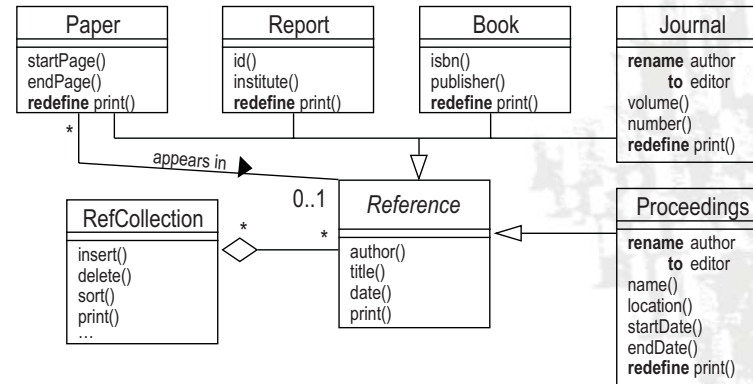 Paper
startPage()
endPage()
redefine print()
Report
id()
institute()
redefine print()
Book
isbn()
publisher()
redefine print()
Journal
rename author
to editor
volume()
number()
redefine print()
*
appears in
0..1
RefCollection
insert()
delete()
sort()
print()
...
*
*
Reference
author()
title()
date()
print()
Proceedings
rename author
to editor
name()
location()
startDate()
endDate()
redefine print()